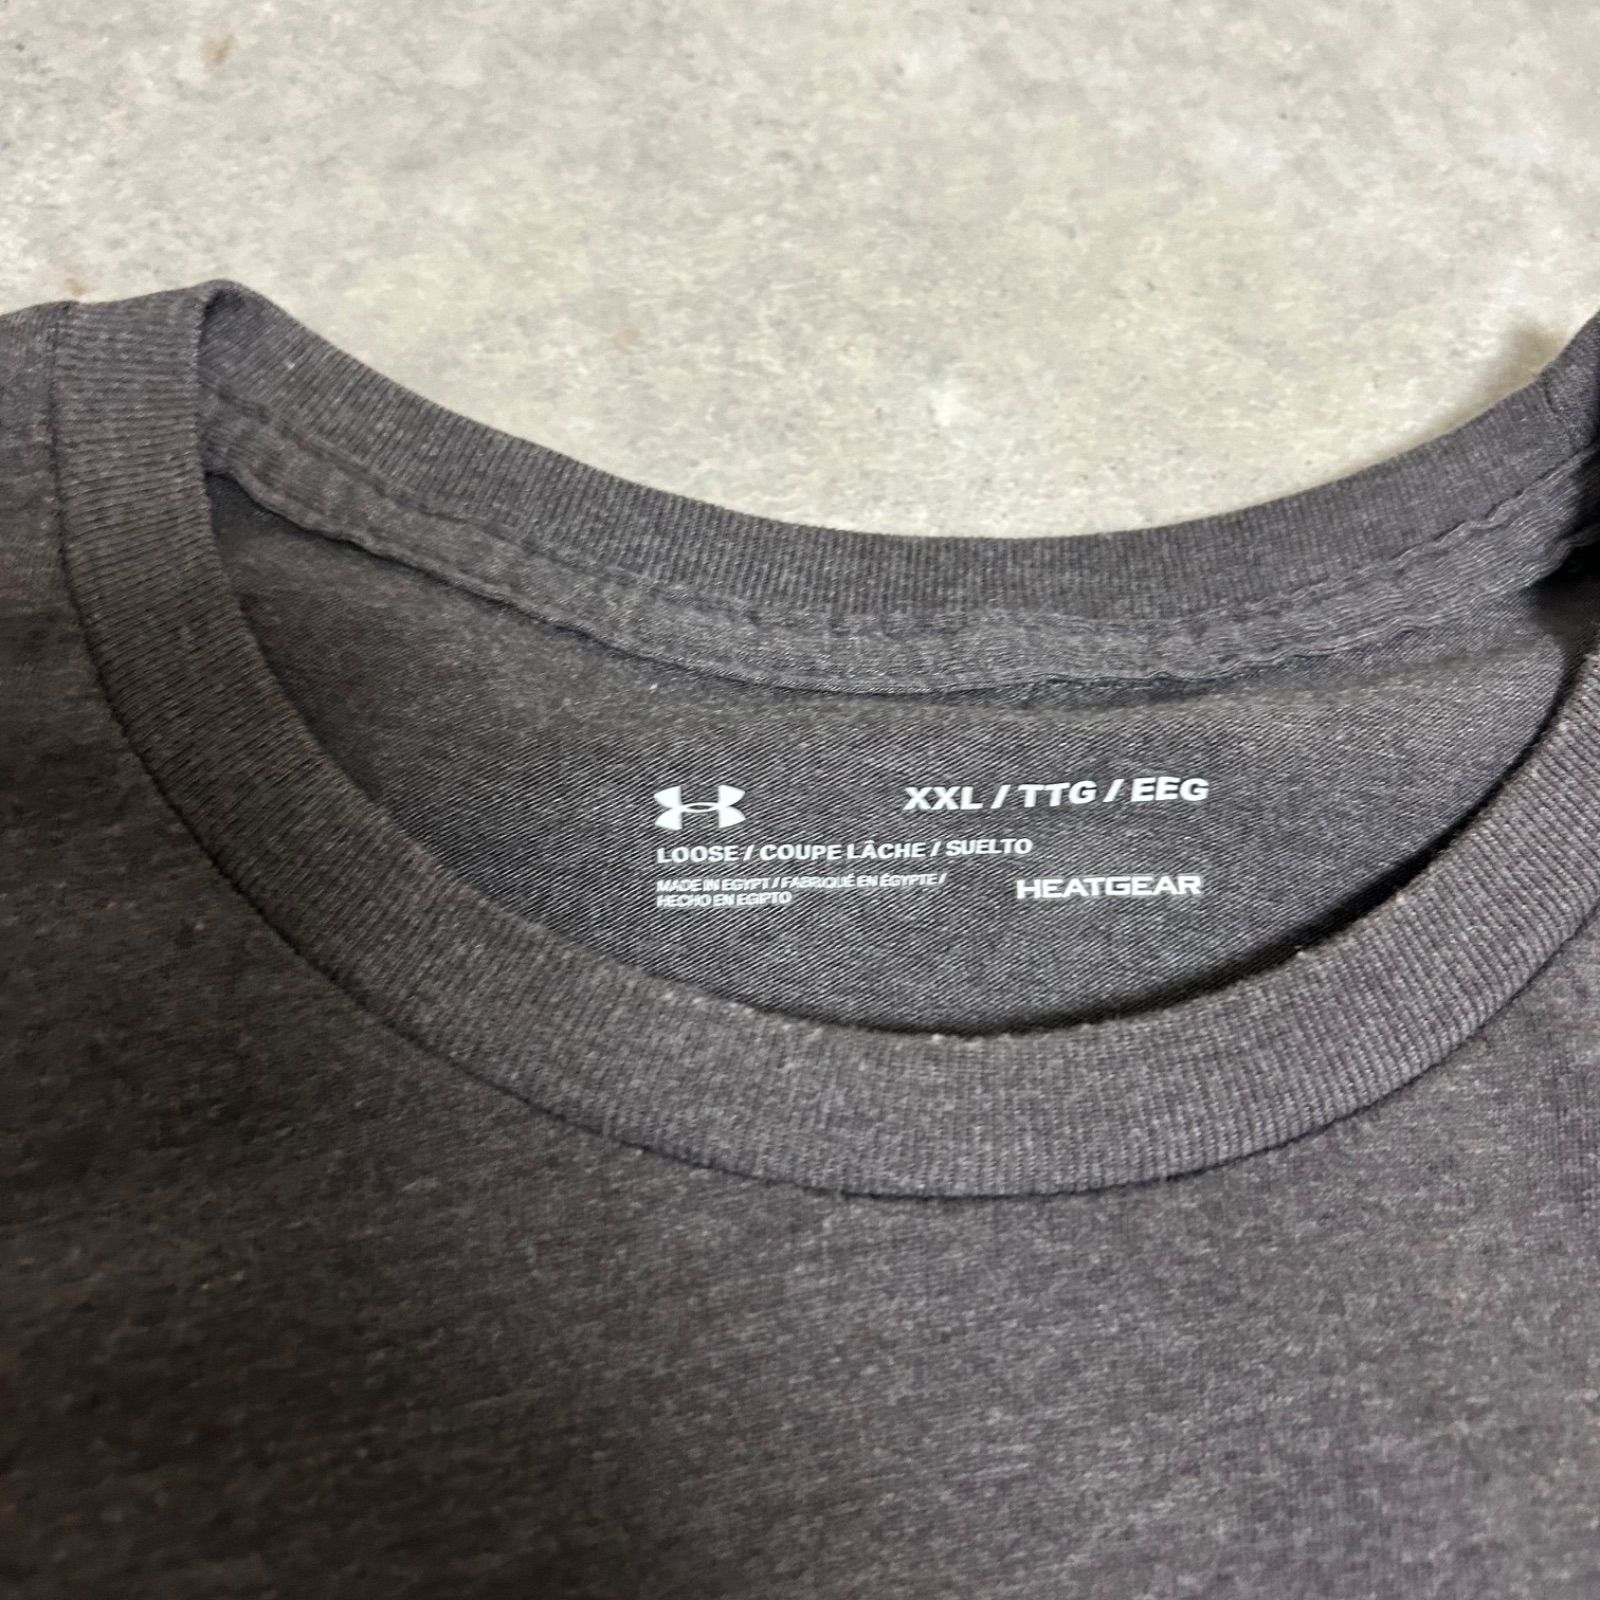 XXL / TTG / EEG
LOOSE / COUPE LÂCHE / SUELTO
MADE IN EGYPT / FABRIQUÉ EN ÉGYPTE /
HECHO EN EGIPTO
HEATGEAR